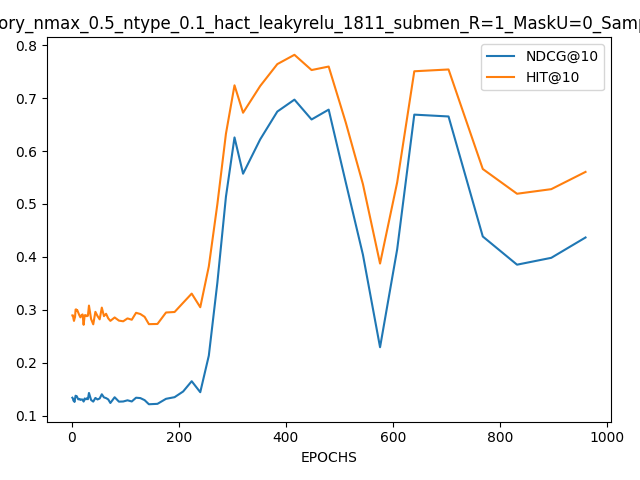 ory_nmax_0.5_ntype_0.1_hact_leakyrelu_1811_submen_R=1_MaskU=0_Samp
NDCG@10
HIT@10
0.8
0.7
0.6
0.5
0.4
0.3
0.2
0.1
0 200 400 600 800 1000
EPOCHS